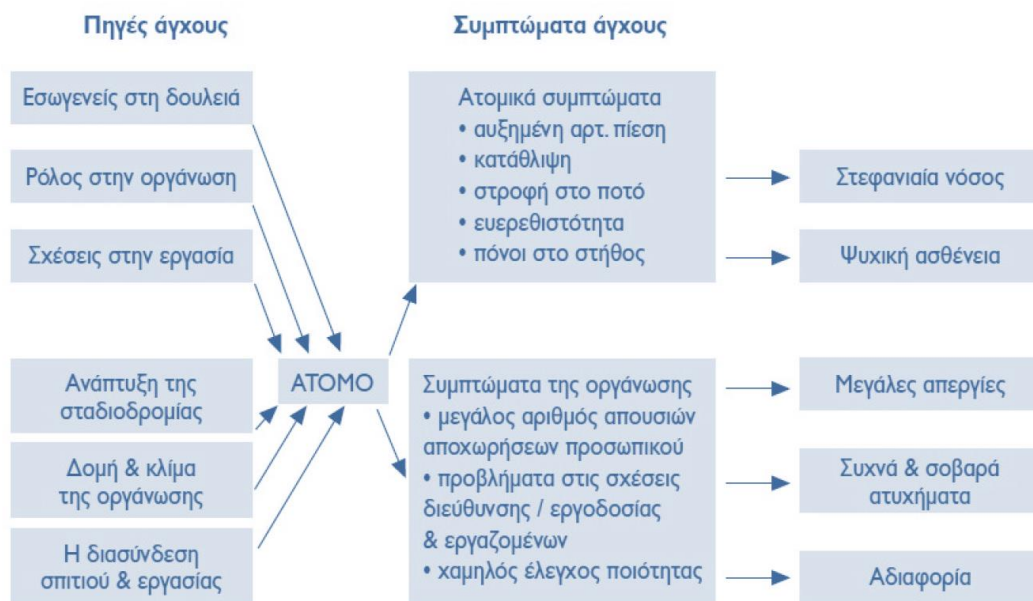 Πηγές άγχους
Συμπτώματα άγχους
Εσωγενείς στη δουλειά
Ρόλος στην οργάνωση
Σχέσεις στην εργασία
Ανάπτυξη της
σταδιοδρομίας
Δομή & κλίμα
της οργάνωσης
Η διασύνδεση
σπιτιού & εργασίας
ΑΤΟΜΟ
Ατομικά συμπτώματα
• αυξημένη αρτ. πίεση
• κατάθλιψη
• στροφή στο ποτό
• ευερεθιστότητα
• πόνοι στο στήθος
Συμπτώματα της οργάνωσης
• μεγάλος αριθμός απουσιών
αποχωρήσεων προσωπικού
• προβλήματα στις σχέσεις
διεύθυνσης / εργοδοσίας
& εργαζομένων
• χαμηλός έλεγχος ποιότητας
Στεφανιαία νόσος
Ψυχική ασθένεια
Μεγάλες απεργίες
Συχνά & σοβαρά
ατυχήματα
Αδιαφορία